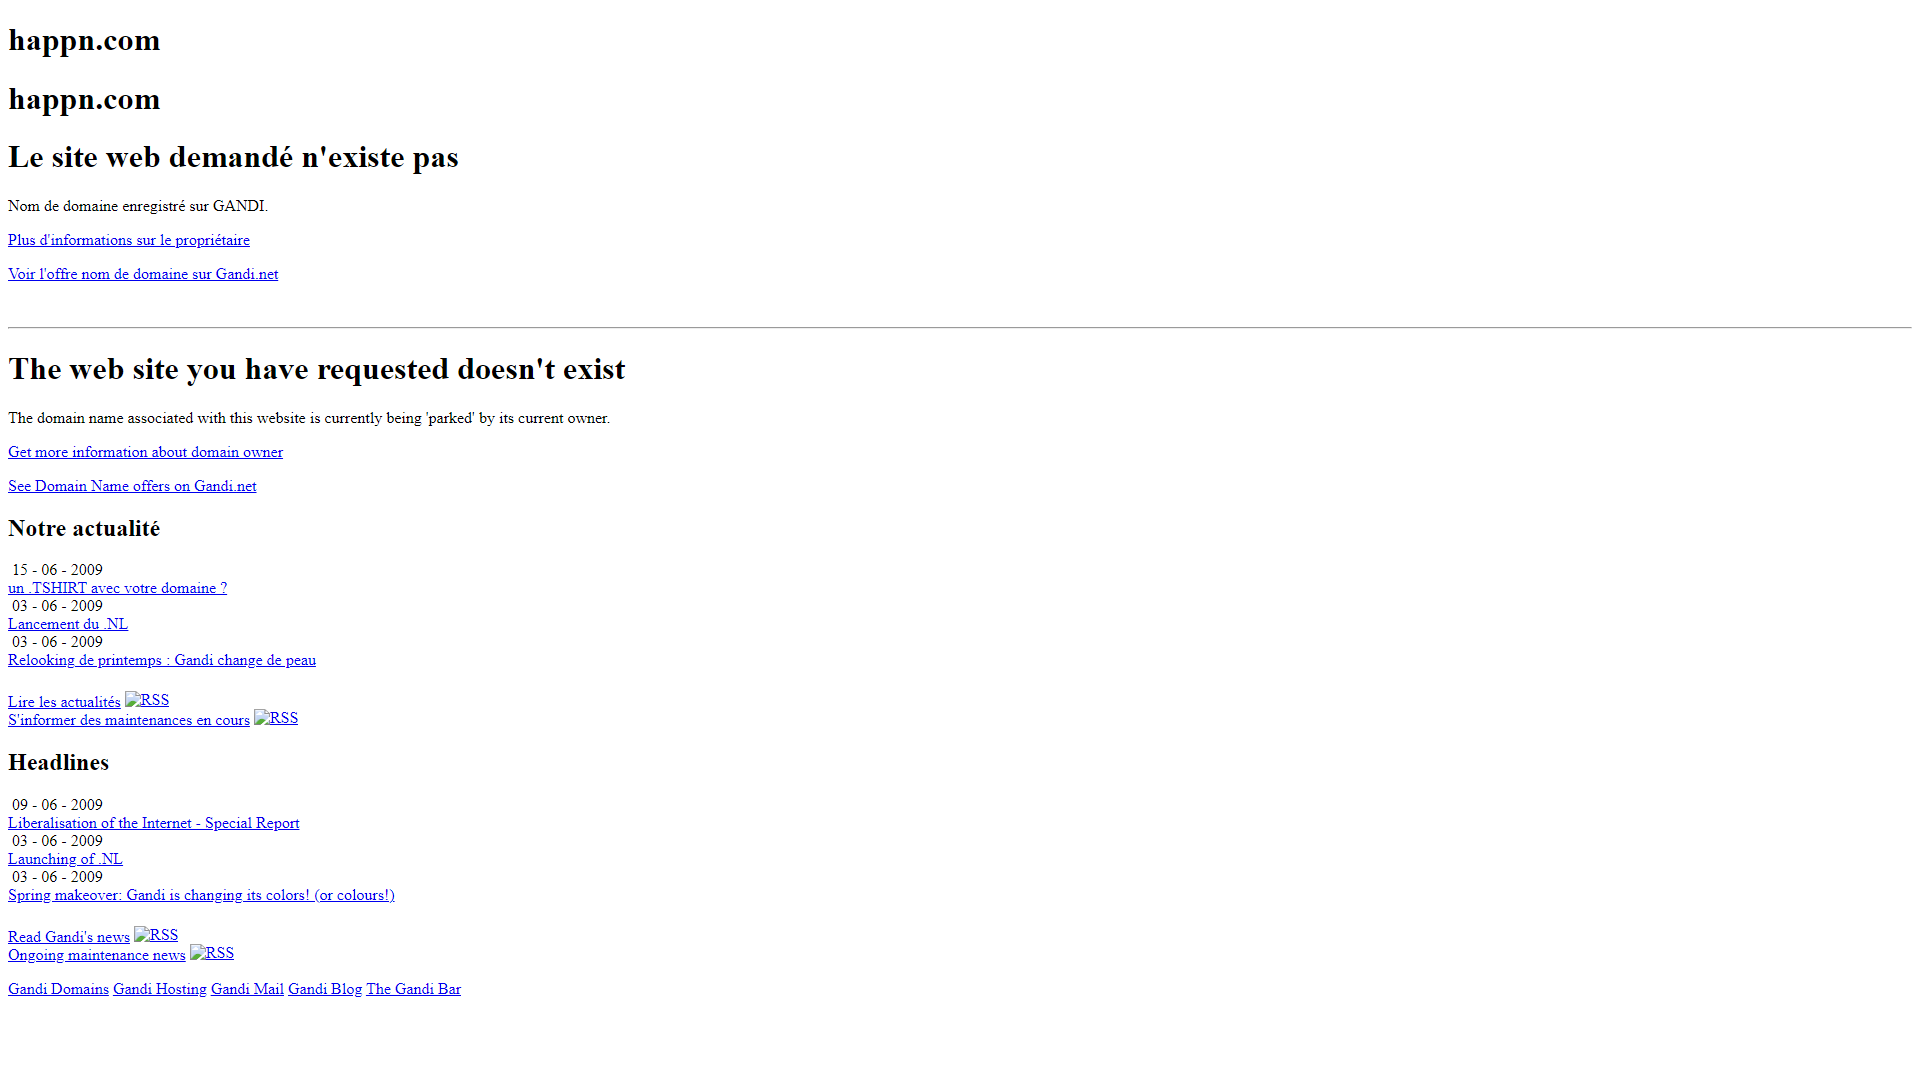 happn.com
happn.com
Le site web demandé n'existe pas
Nom de domaine enregistré sur GANDI.
Plus d'informations sur le propriétaire
Voir l'offre nom de domaine sur Gandi.net
The web site you have requested doesn't exist
The domain name associated with this website is currently being 'parked' by its current owner.
Get more information about domain owner
See Domain Name offers on Gandi.net
Notre actualité
15 - 06 - 2009
un .TSHIRT avec votre domaine ?
03 - 06 - 2009
Lancement du .NL
03 - 06 - 2009
Relooking de printemps : Gandi change de peau
Lire les actualités RSS
S'informer des maintenances en cours RSS
Headlines
09 - 06 - 2009
Liberalisation of the Internet - Special Report
03 - 06 - 2009
Launching of .NL
03 - 06 - 2009
Spring makeover: Gandi is changing its colors! (or colours!)
Read Gandi's news RSS
Ongoing maintenance news RSS
Gandi Domains Gandi Hosting Gandi Mail Gandi Blog The Gandi Bar